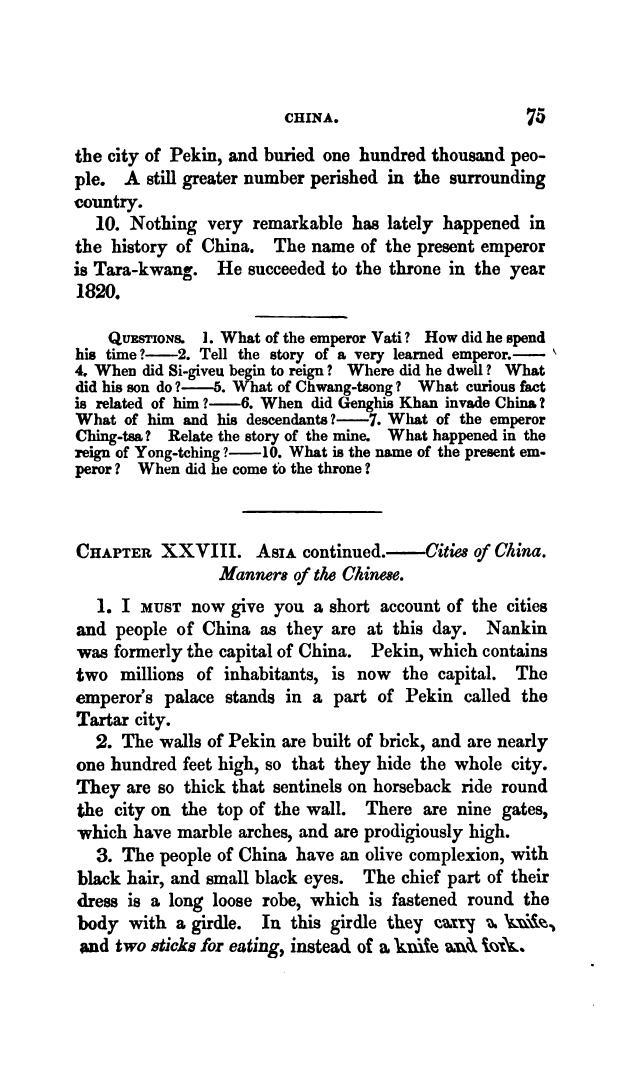 CHINA. 75
the city of Pekin, and buried one hundred thousand peo-
ple. A still greater number perished in the surrounding
country.
10. Nothing very remarkable has lately happened in
the history of China. The name of the present emperor
is Tara-kwang. He succeeded to the throne in the year
1820.
QUESTIONS. 1. What of the emperor Vati? How did he spend
his time?——2. Tell the story of a very learned emperor.——
4. When did Si-giveu begin to reign? Where did he dwell? What
did his son do?——5. What of Chwang-tsong? What curious fact
is related of him?——6. When did Genghis Khan invade China?
What of him and his descendants?——7. What of the emperor
Ching-tsa? Relate the story of the mine. What happened in the
reign of Yong-tching?——10. What is the name of the present em-
peror? When did he come to the throne?
CHAPTER XXVIII. ASIA continued.——Cities of China.
Manners of the Chinese.
1. I MUST now give you a short account of the cities
and people of China as they are at this day. Nankin
was formerly the capital of China. Pekin, which contains
two millions of inhabitants, is now the capital. The
emperor's palace stands in a part of Pekin called the
Tartar city.
2. The walls of Pekin are built of brick, and are nearly
one hundred feet high, so that they hide the whole city.
They are so thick that sentinels on horseback ride round
the city on the top of the wall. There are nine gates,
which have marble arches, and are prodigiously high.
3. The people of China have an olive complexion, with
black hair, and small black eyes. The chief part of their
dress is a long loose robe, which is fastened round the
body with a girdle. In this girdle they carry a knife,
and two sticks for eating, instead of a knife and fork.